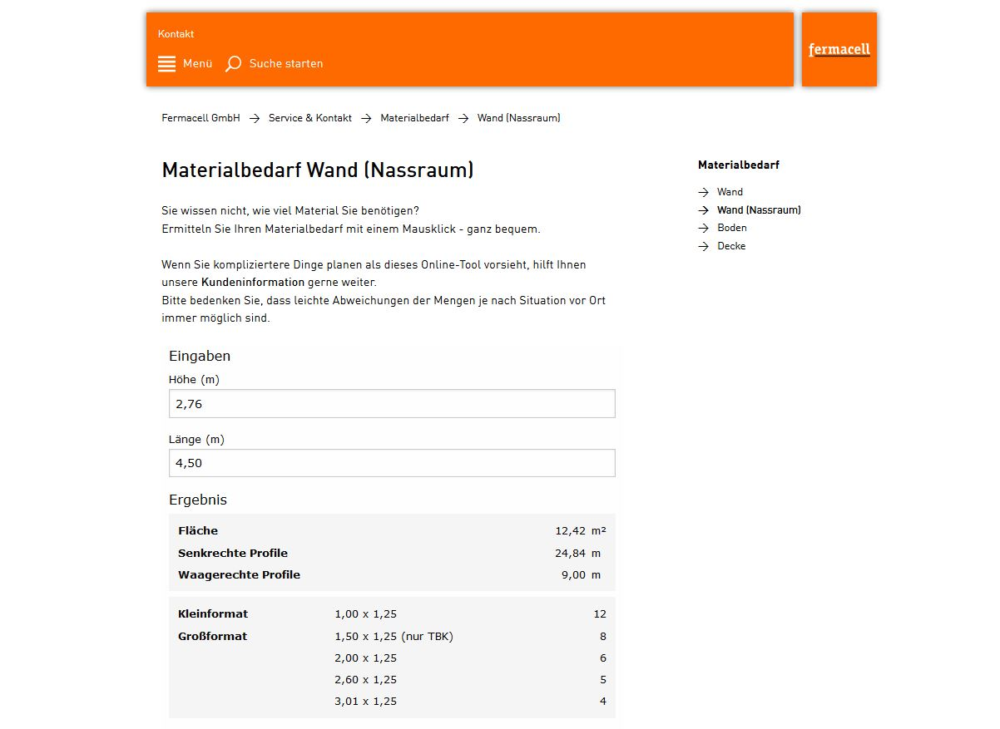 Kontakt
Menü Suche starten
fermacell
Fermacell GmbH → Service & Kontakt → Materialbedarf → Wand (Nassraum)
Materialbedarf Wand (Nassraum)
Sie wissen nicht, wie viel Material Sie benötigen?
Ermitteln Sie Ihren Materialbedarf mit einem Mausklick - ganz bequem.
Wenn Sie kompliziertere Dinge planen als dieses Online-Tool vorsieht, hilft Ihnen
unsere Kundeninformation gerne weiter.
Bitte bedenken Sie, dass leichte Abweichungen der Mengen je nach Situation vor Ort
immer möglich sind.
Eingaben
Höhe (m)
2,76
Länge (m)
4,50
Ergebnis
Fläche 12,42 m²
Senkrechte Profile 24,84 m
Waagerechte Profile 9,00 m
Kleinformat 1,00 x 1,25 12
Großformat 1,50 x 1,25 (nur TBK) 8
2,00 x 1,25 6
2,60 x 1,25 5
3,01 x 1,25 4
Materialbedarf
→ Wand
→ Wand (Nassraum)
→ Boden
→ Decke